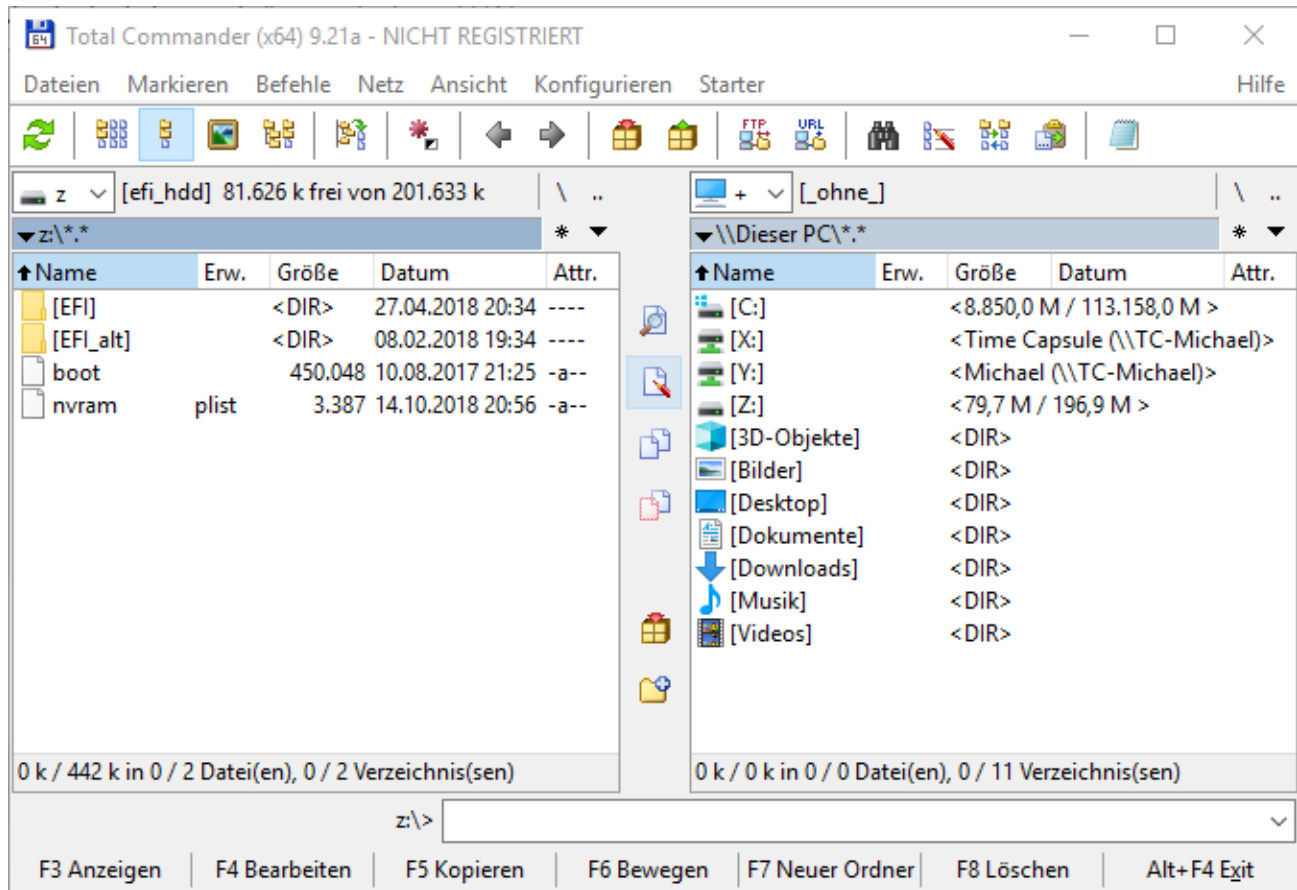 Total Commander (x64) 9.21a - NICHT REGISTRIERT
Dateien Markieren Befehle Netz Ansicht Konfigurieren Starter Hilfe
64 FTP URL
z [efi_hdd] 81.626 k frei von 201.633 k \ ..
+ [_ohne_] \ ..
z:\*.* * 
\\Dieser PC\*.* *
Name Erw. Größe Datum Attr.
[EFI] <DIR> 27.04.2018 20:34 ----
[EFI_alt] <DIR> 08.02.2018 19:34 ----
boot 450.048 10.08.2017 21:25 -a--
nvram plist 3.387 14.10.2018 20:56 -a--
0 k / 442 k in 0 / 2 Datei(en), 0 / 2 Verzeichnis(sen)
Name Erw. Größe Datum Attr.
[C:] <8.850,0 M / 113.158,0 M >
[X:] <Time Capsule (\\TC-Michael)>
[Y:] <Michael (\\TC-Michael)>
[Z:] <79,7 M / 196,9 M >
[3D-Objekte] <DIR>
[Bilder] <DIR>
[Desktop] <DIR>
[Dokumente] <DIR>
[Downloads] <DIR>
[Musik] <DIR>
[Videos] <DIR>
0 k / 0 k in 0 / 0 Datei(en), 0 / 11 Verzeichnis(sen)
z:\>
F3 Anzeigen F4 Bearbeiten F5 Kopieren F6 Bewegen F7 Neuer Ordner F8 Löschen Alt+F4 Exit